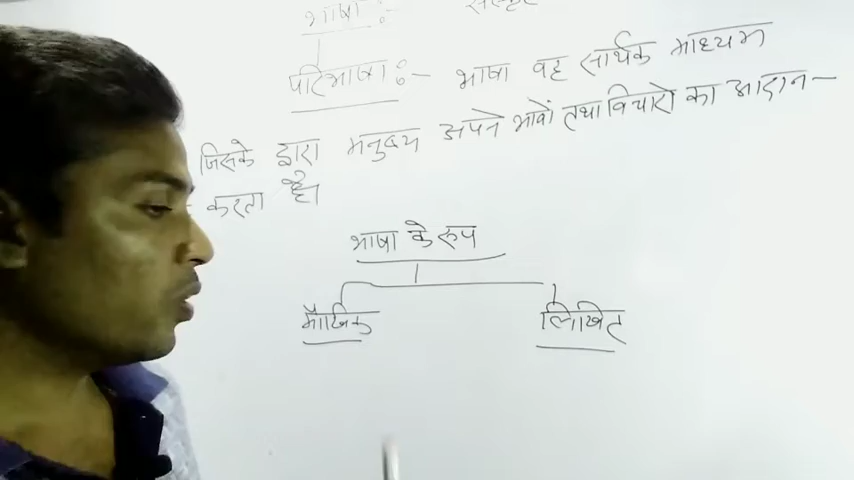 भाषा :-
परिभाषा :- भाषा वह सार्थक माध्यम
जिसके द्वारा मनुष्य अपने भावों तथा विचारो का आदान-
करता है।
भाषा के रूप
मौखिक लिखित